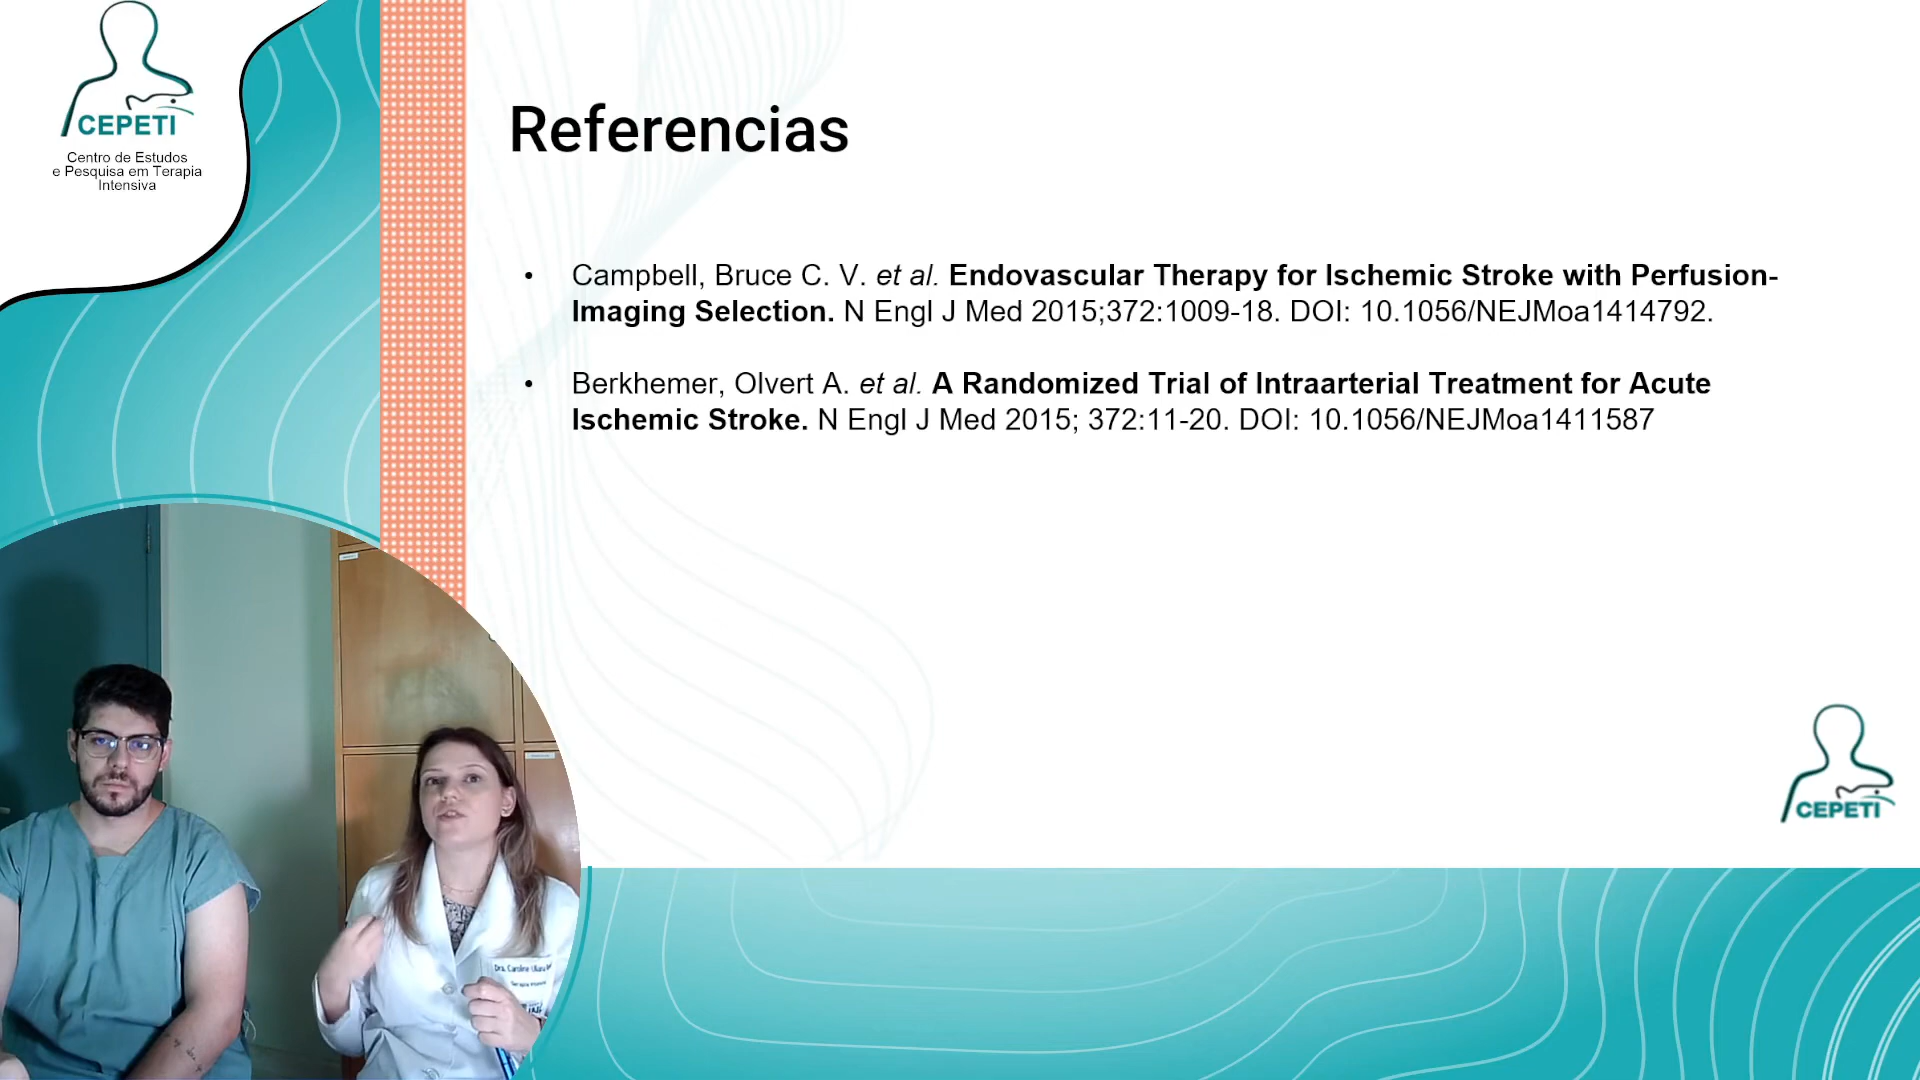 CEPETI
Centro de Estudos
e Pesquisa em Terapia
Intensiva
Referencias
• Campbell, Bruce C. V. et al. Endovascular Therapy for Ischemic Stroke with Perfusion-
Imaging Selection. N Engl J Med 2015;372:1009-18. DOI: 10.1056/NEJMoa1414792.
• Berkhemer, Olvert A. et al. A Randomized Trial of Intraarterial Treatment for Acute
Ischemic Stroke. N Engl J Med 2015; 372:11-20. DOI: 10.1056/NEJMoa1411587
CEPETI
Dra. Caroline